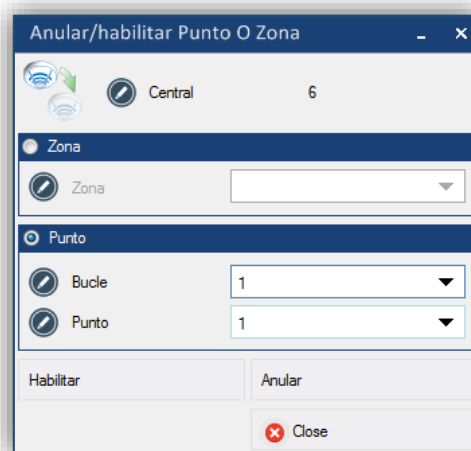 Anular/habilitar Punto O Zona
Central 6
Zona
Zona
Punto
Bucle 1
Punto 1
Habilitar Anular
Close